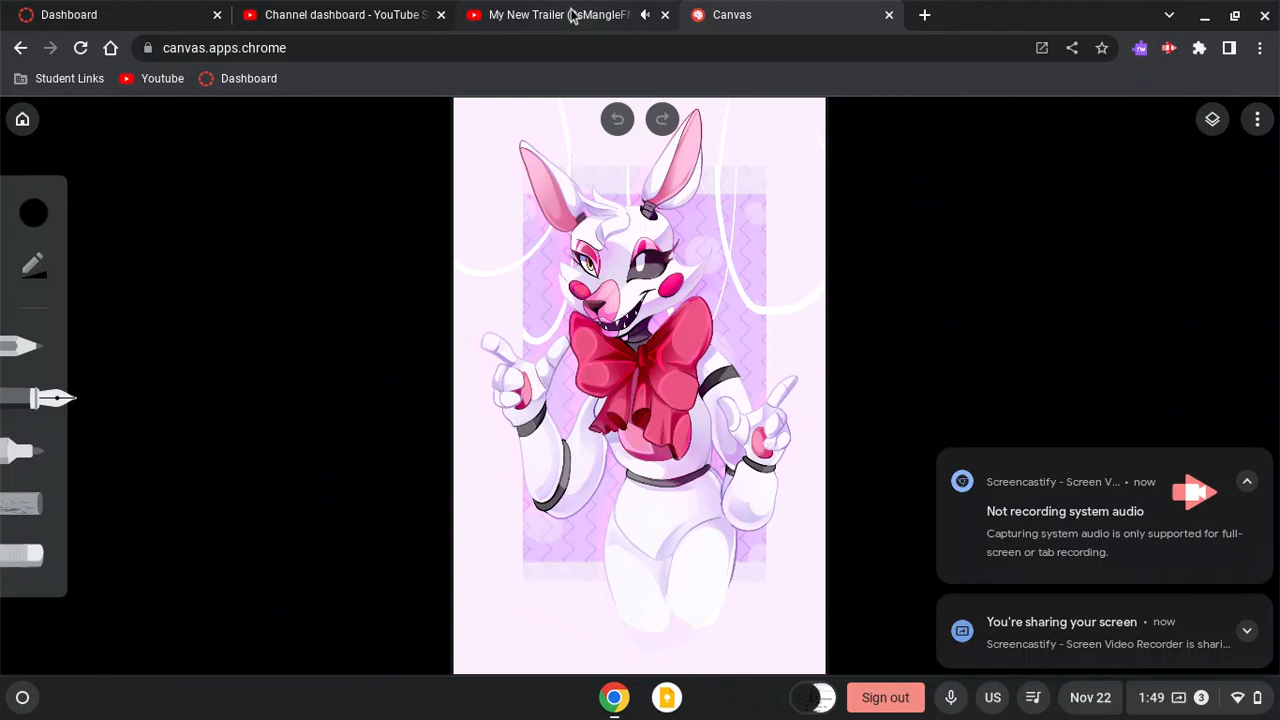 Dashboard
Channel dashboard - YouTube S
My New Trailer
sMangleF
Canvas
canvas.apps.chrome
Student Links
Youtube
Dashboard
Screencastify - Screen V... • now
Not recording system audio
Capturing system audio is only supported for full-
screen or tab recording.
You're sharing your screen • now
Screencastify - Screen Video Recorder is shari...
Sign out
US
Nov 22
1:49
3